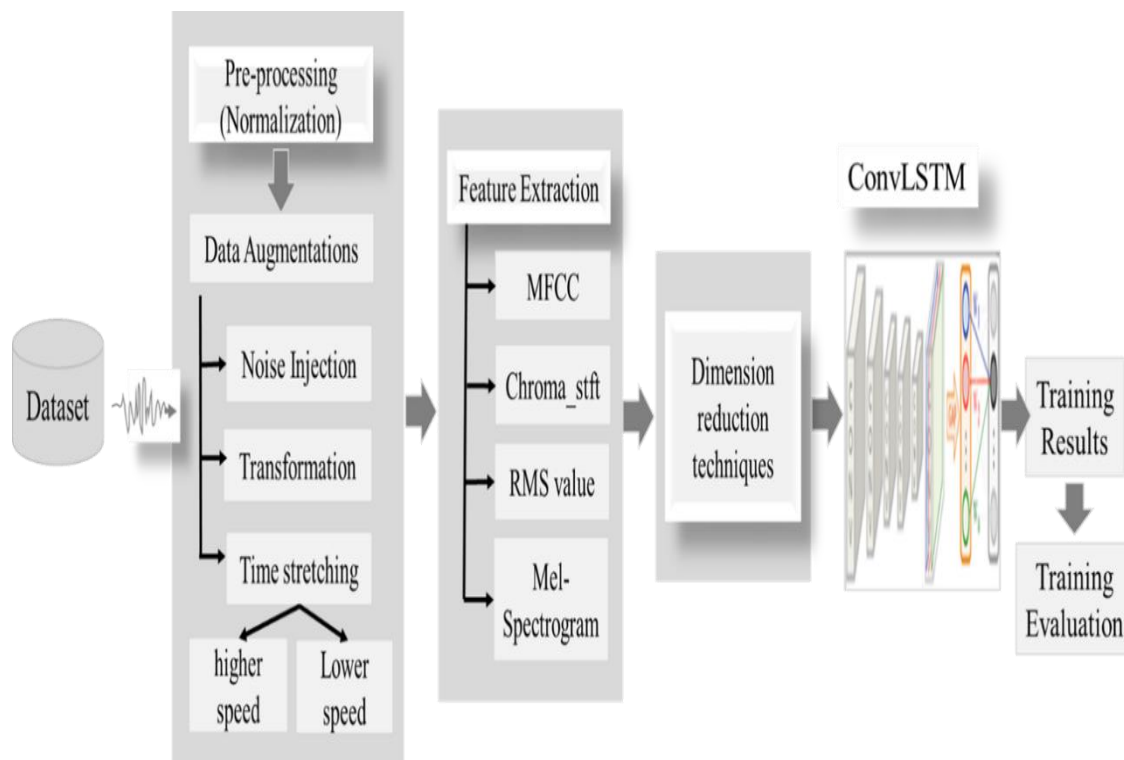 Dataset
Pre-processing
(Normalization)
Data Augmentations
Noise Injection
Transformation
Time stretching
higher
speed
Lower
speed
Feature Extraction
MFCC
Chroma_stft
RMS value
Mel-
Spectrogram
Dimension
reduction
techniques
ConvLSTM
Training
Results
Training
Evaluation